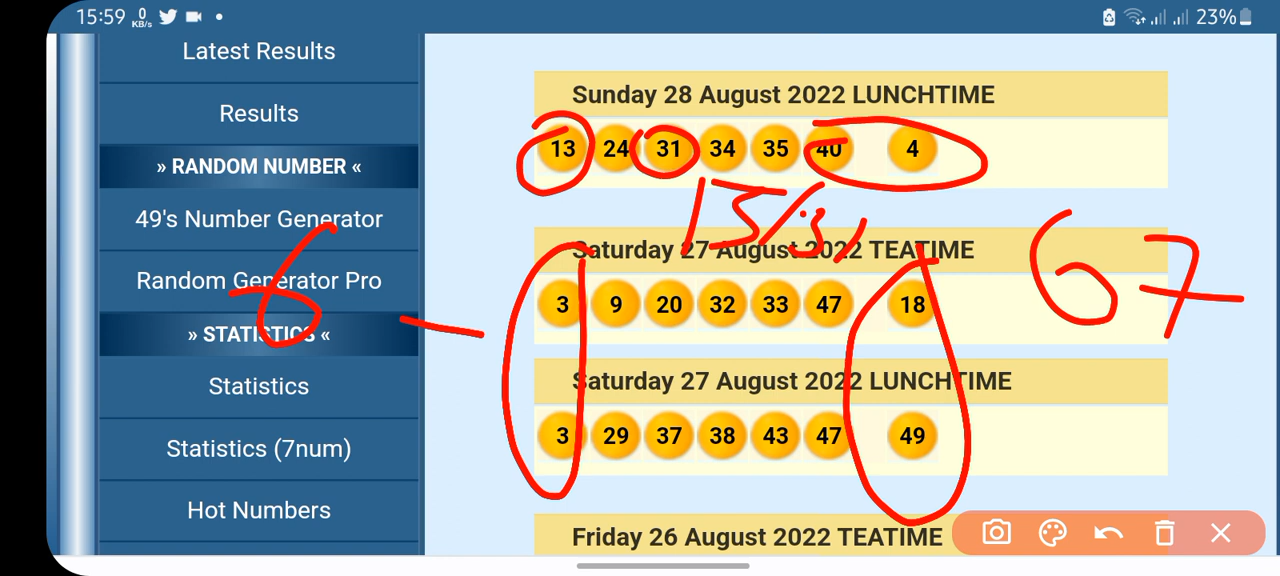 15:59 0 KB/s 23%
Latest Results
Results
» RANDOM NUMBER «
49's Number Generator
Random Generator Pro
» STATISTICS «
Statistics
Statistics (7num)
Hot Numbers
Sunday 28 August 2022 LUNCHTIME
13 24 31 34 35 40 4
Saturday 27 August 2022 TEATIME
3 9 20 32 33 47 18
Saturday 27 August 2022 LUNCHTIME
3 29 37 38 43 47 49
Friday 26 August 2022 TEATIME
6
67